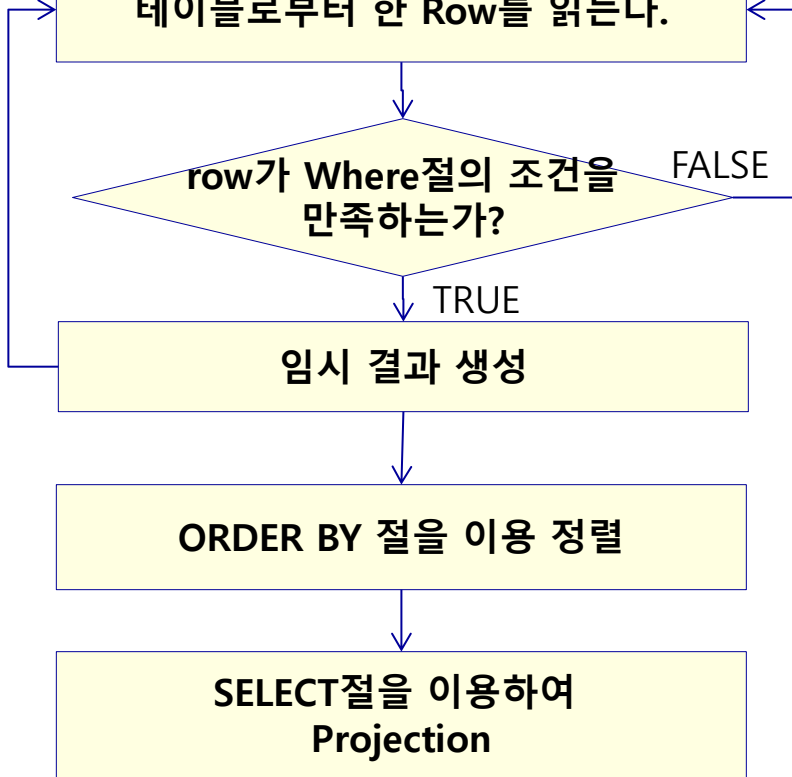 테이블로부터 한 Row를 읽는다.
row가 Where절의 조건을
만족하는가?
FALSE
TRUE
임시 결과 생성
ORDER BY 절을 이용 정렬
SELECT절을 이용하여
Projection